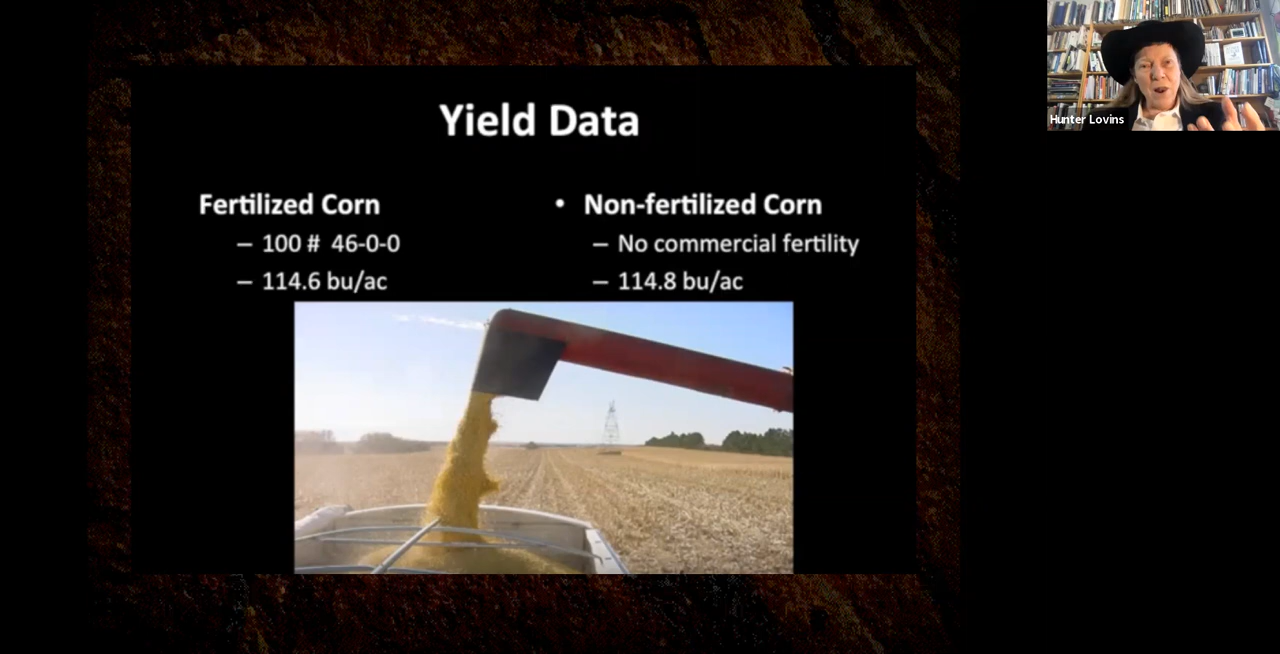 Yield Data
Fertilized Corn
– 100 # 46-0-0
– 114.6 bu/ac
• Non-fertilized Corn
– No commercial fertility
– 114.8 bu/ac
Hunter Lovins